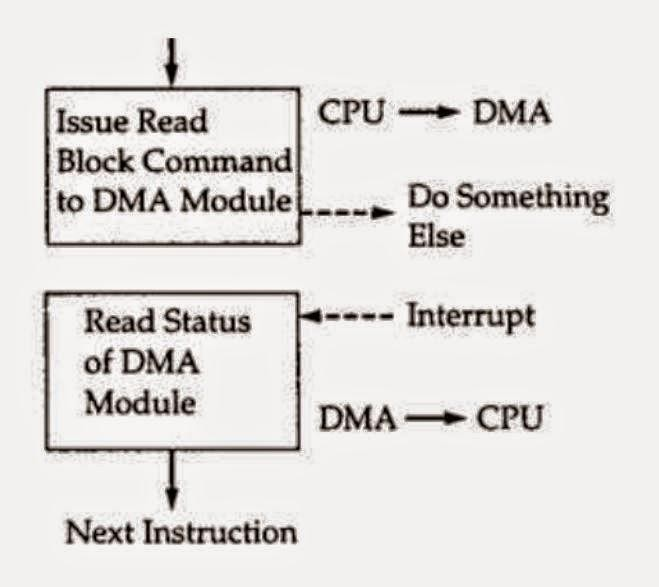 Issue Read
Block Command
to DMA Module
CPU → DMA
Do Something
Else
Read Status
of DMA
Module
Interrupt
DMA → CPU
Next Instruction